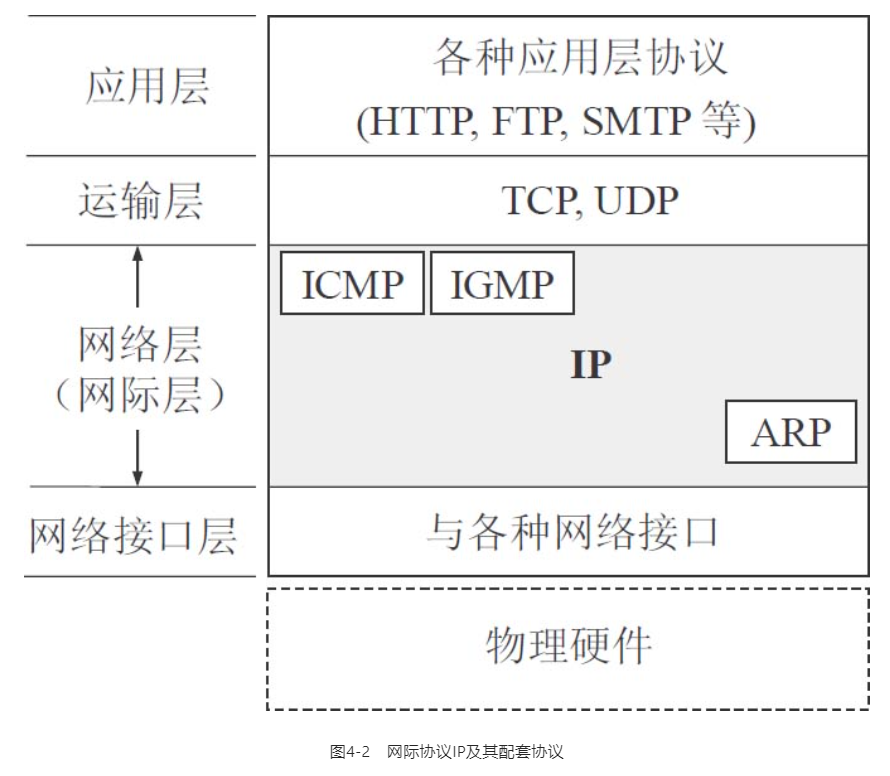 应用层
各种应用层协议
(HTTP, FTP, SMTP 等)
运输层
TCP, UDP
ICMP
IGMP
网络层
（网际层）
IP
ARP
网络接口层
与各种网络接口
物理硬件
图4-2 网际协议IP及其配套协议